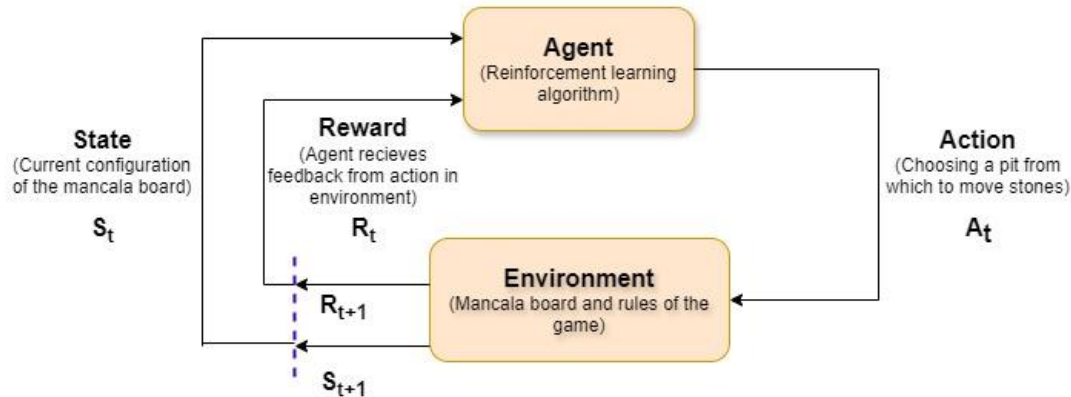 Agent
(Reinforcement learning
algorithm)
State
(Current configuration
of the mancala board)
St
Reward
(Agent recieves
feedback from action in
environment)
Rt
Action
(Choosing a pit from
which to move stones)
At
Environment
(Mancala board and rules of the
game)
Rt+1
St+1